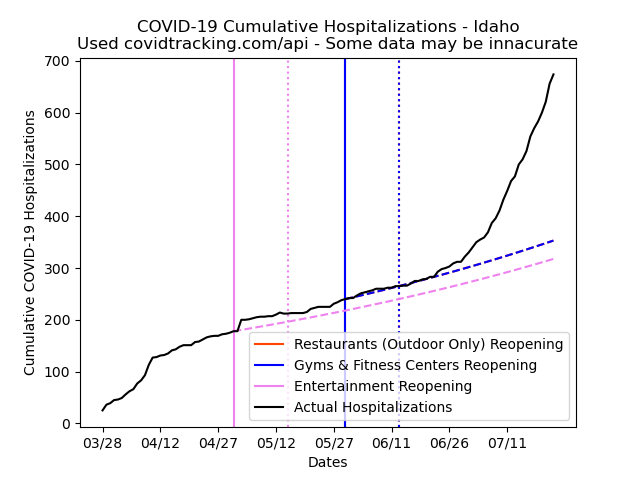 COVID-19 Cumulative Hospitalizations - Idaho
Used covidtracking.com/api - Some data may be innacurate
700
600
500
400
300
200
100
0
Cumulative COVID-19 Hospitalizations
Restaurants (Outdoor Only) Reopening
Gyms & Fitness Centers Reopening
Entertainment Reopening
Actual Hospitalizations
03/28 04/12 04/27 05/12 05/27 06/11 06/26 07/11
Dates